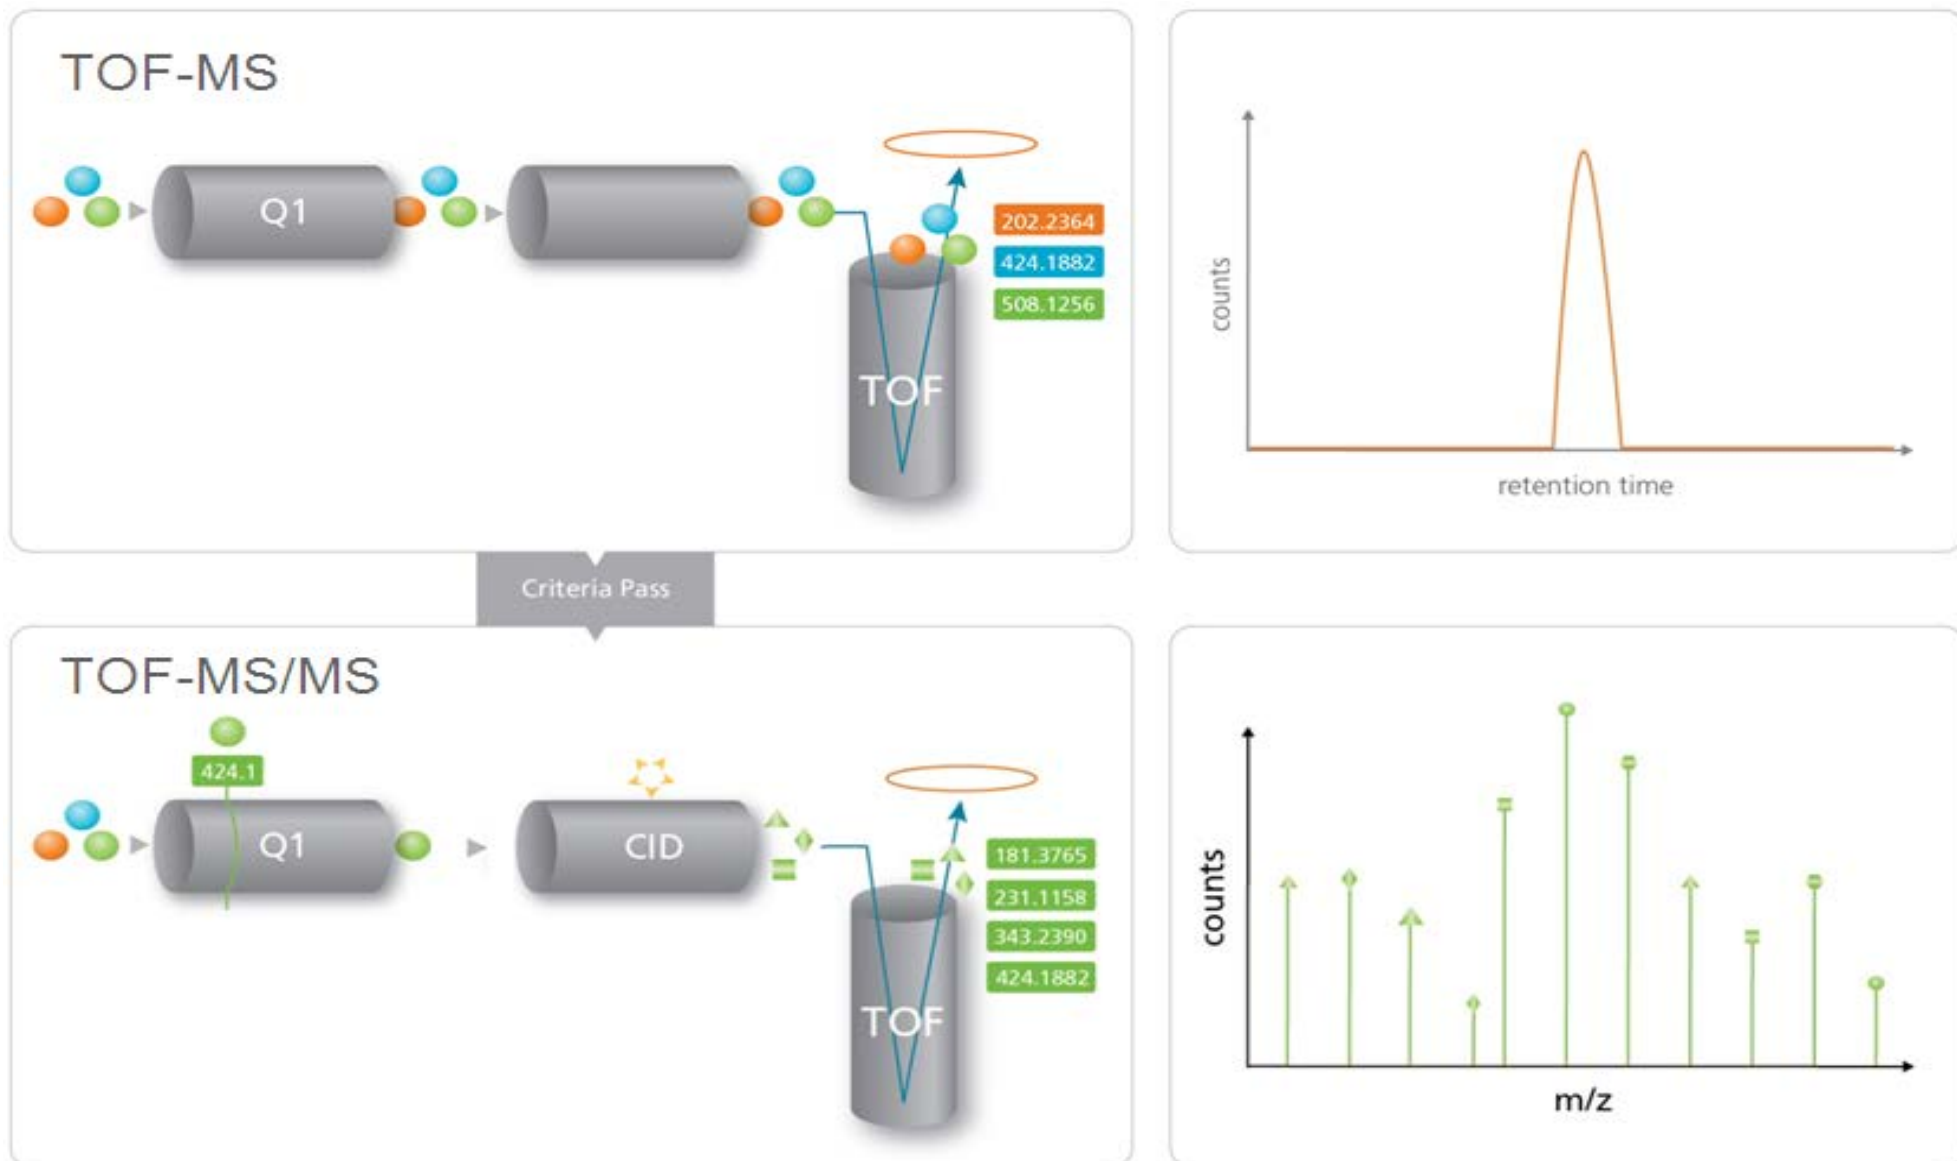 TOF-MS
Q1
202.2364
424.1882
508.1256
TOF
counts
retention time
Criteria Pass
TOF-MS/MS
424.1
Q1
CID
181.3765
231.1158
343.2390
424.1882
TOF
counts
m/z